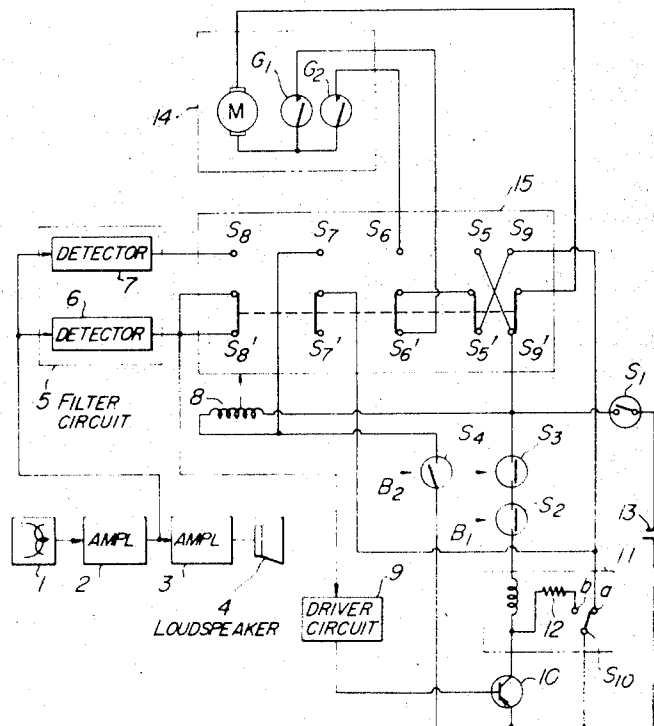 14
M
G1
G2
15
DETECTOR
7
6
DETECTOR
5 FILTER
CIRCUIT
S8
S7
S6
S5
S9
S8'
S7'
S6'
S5'
S9'
8
S1
S4
S3
B2
S2
B1
13
11
1
AMPL
2
AMPL
3
4
LOUDSPEAKER
9
DRIVER
CIRCUIT
12
b
a
S10
10